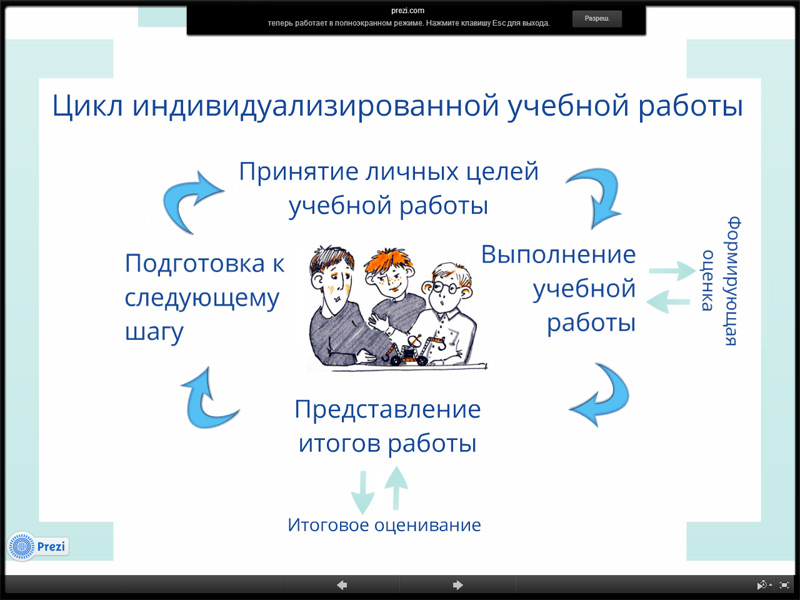 prezi.com
теперь работает в полноэкранном режиме. Нажмите клавишу Esc для выхода.
Разреш.
Цикл индивидуализированной учебной работы
Принятие личных целей
учебной работы
Выполнение
учебной
работы
Формирующая
оценка
Подготовка к
следующему
шагу
Представление
итогов работы
Итоговое оценивание
Prezi